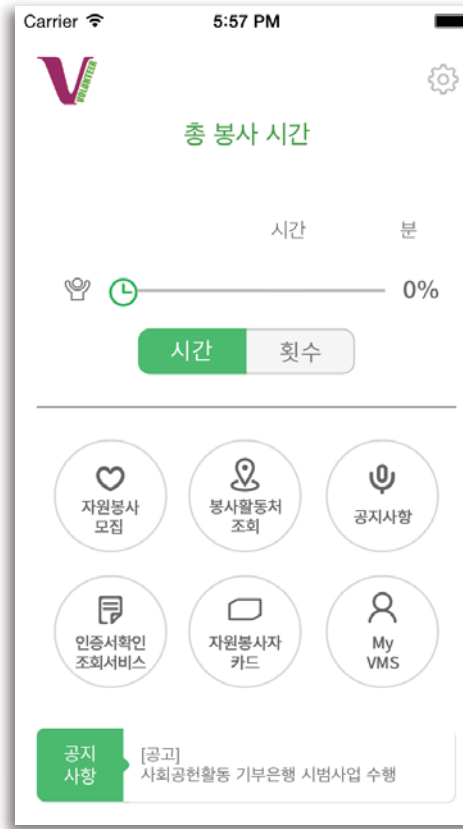 Carrier 5:57 PM
VOLUNTEER
총 봉사 시간
시간 분
0%
시간 횟수
자원봉사
모집
봉사활동처
조회
공지사항
인증서확인
조회서비스
자원봉사자
카드
My
VMS
공지
사항
[공고]
사회공헌활동 기부은행 시범사업 수행